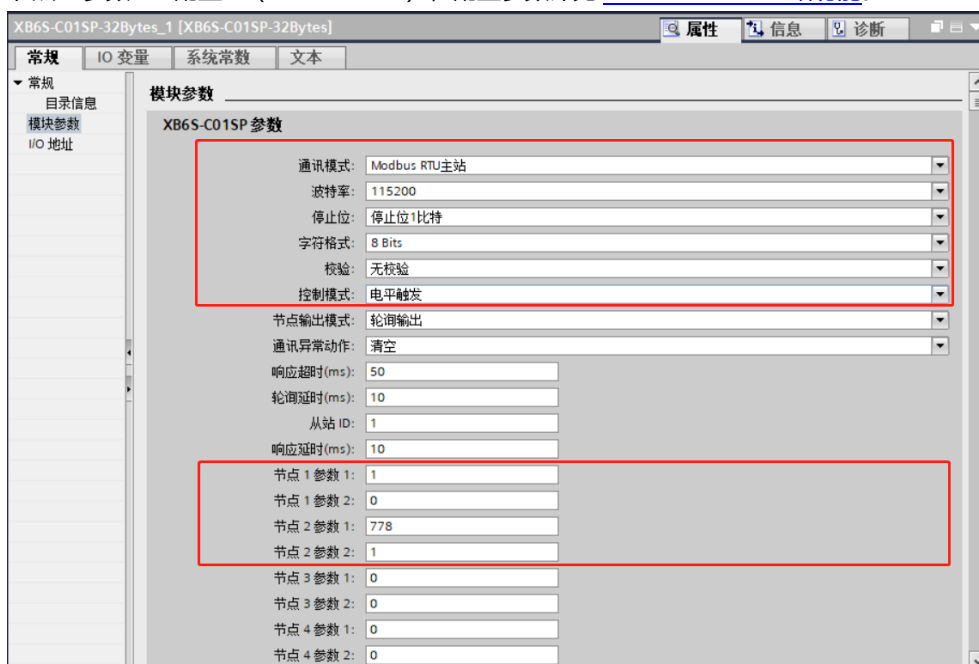 XB6S-C01SP-32Bytes_1 [XB6S-C01SP-32Bytes]
属性
信息
诊断
常规
IO 变量
系统常数
文本
常规
目录信息
模块参数
I/O 地址
模块参数
XB6S-C01SP 参数
通讯模式: Modbus RTU主站
波特率: 115200
停止位: 停止位1比特
字符格式: 8 Bits
校验: 无校验
控制模式: 电平触发
节点输出模式: 轮询输出
通讯异常动作: 清空
响应超时(ms): 50
轮询延时(ms): 10
从站 ID: 1
响应延时(ms): 10
节点 1 参数 1: 1
节点 1 参数 2: 0
节点 2 参数 1: 778
节点 2 参数 2: 1
节点 3 参数 1: 0
节点 3 参数 2: 0
节点 4 参数 1: 0
节点 4 参数 2: 0